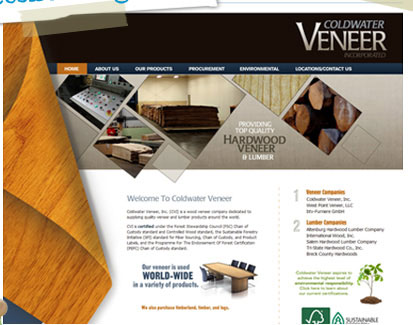 COLDWATER
VENEER
INCORPORATED
HOME ABOUT US OUR PRODUCTS PROCUREMENT ENVIRONMENTAL LOCATIONS/CONTACT US
PROVIDING
TOP QUALITY
HARDWOOD
VENEER
& LUMBER
Welcome To Coldwater Veneer
Coldwater Veneer, Inc. (CVI) is a wood veneer company dedicated to
supplying quality veneer and lumber products around the world.
CVI is certified under the Forest Stewardship Council (FSC) Chain of
Custody standard and Controlled Wood standard, the Sustainable Forestry
Initiative (SFI) standard for Fiber Sourcing, Chain of Custody, and Product
Labels, and the Programme For The Endorsement Of Forest Certification
(PEFC) Chain of Custody standard.
Our veneer is used
WORLD-WIDE
in a variety of products.
We also purchase timberland, timber, and logs.
1 Veneer Companies
Coldwater Veneer, Inc.
West Point Veneer, LLC
Stix-Furniere GmbH
2 Lumber Companies
Altenburg Hardwood Lumber Company
International Wood, Inc.
Salem Hardwood Lumber Company
Tri-State Hardwood Co., Inc.
Breck County Hardwoods
Coldwater Veneer aspires to
achieve the highest level of
environmental responsibility.
Click here to learn about
our current certifications.
SUSTAINABLE